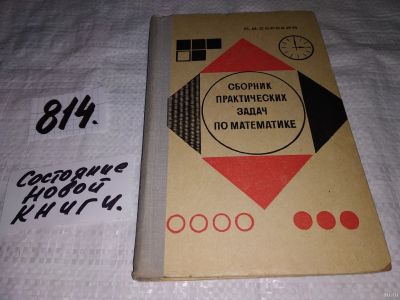 814.
Состояние
новой
книги.
СБОРНИК
ПРАКТИЧЕСКИХ
ЗАДАЧ
ПО МАТЕМАТИКЕ